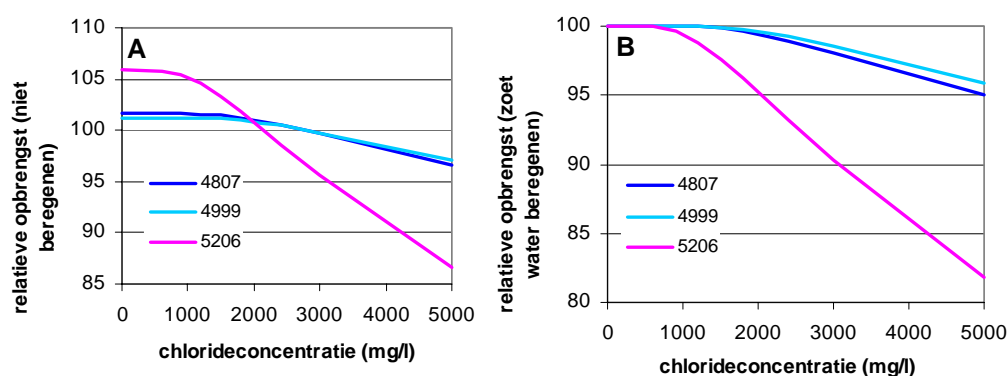 A
relatieve opbrengst (niet
beregenen)
110
105
100
95
90
85
4807
4999
5206
0 1000 2000 3000 4000 5000
chlorideconcentratie (mg/l)
B
relatieve opbrengst (zoet
water beregenen)
100
95
90
85
80
4807
4999
5206
0 1000 2000 3000 4000 5000
chlorideconcentratie (mg/l)